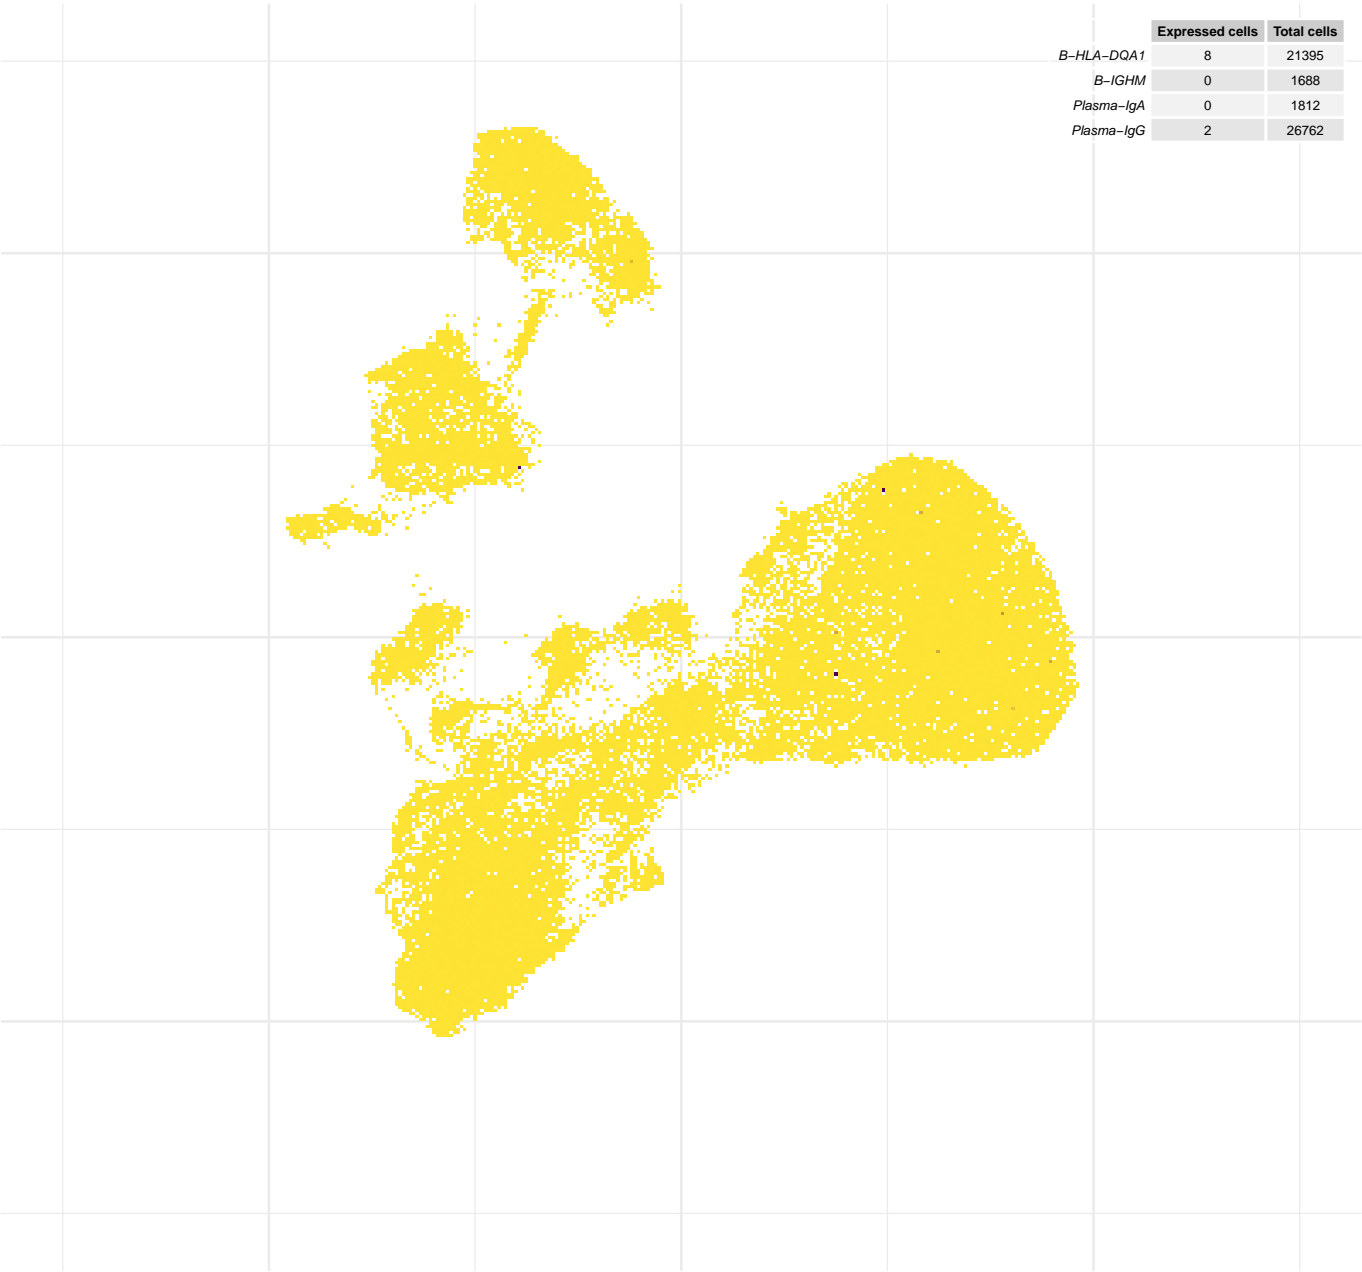 Expressed cells Total cells
B−HLA−DQA1 8 21395
B−IGHM 0 1688
Plasma−IgA 0 1812
Plasma−IgG 2 26762